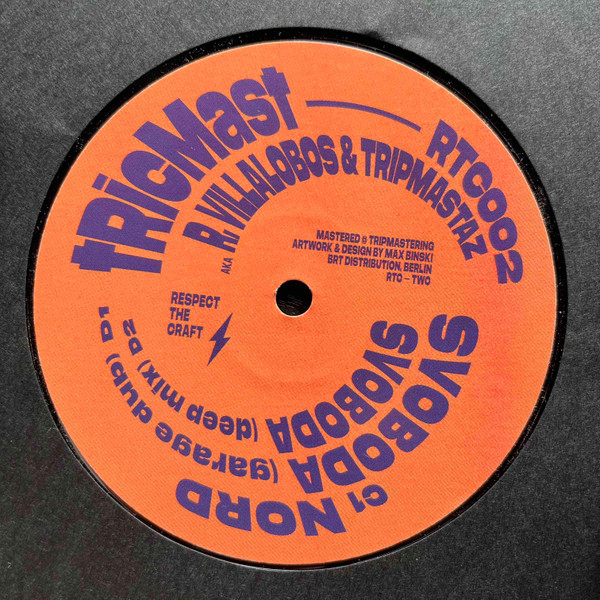 tRicMast — RTC002
AKA R. VILLALOBOS & TRIPMASTAZ
MASTERED @ TRIPMASTERING
ARTWORK & DESIGN BY MAX BINSKI
BRT DISTRIBUTION, BERLIN
RTC – TWO
RESPECT
THE
CRAFT
C1 NORD
SVOBODA (garage dub) D1
SVOBODA (deep mix) D2